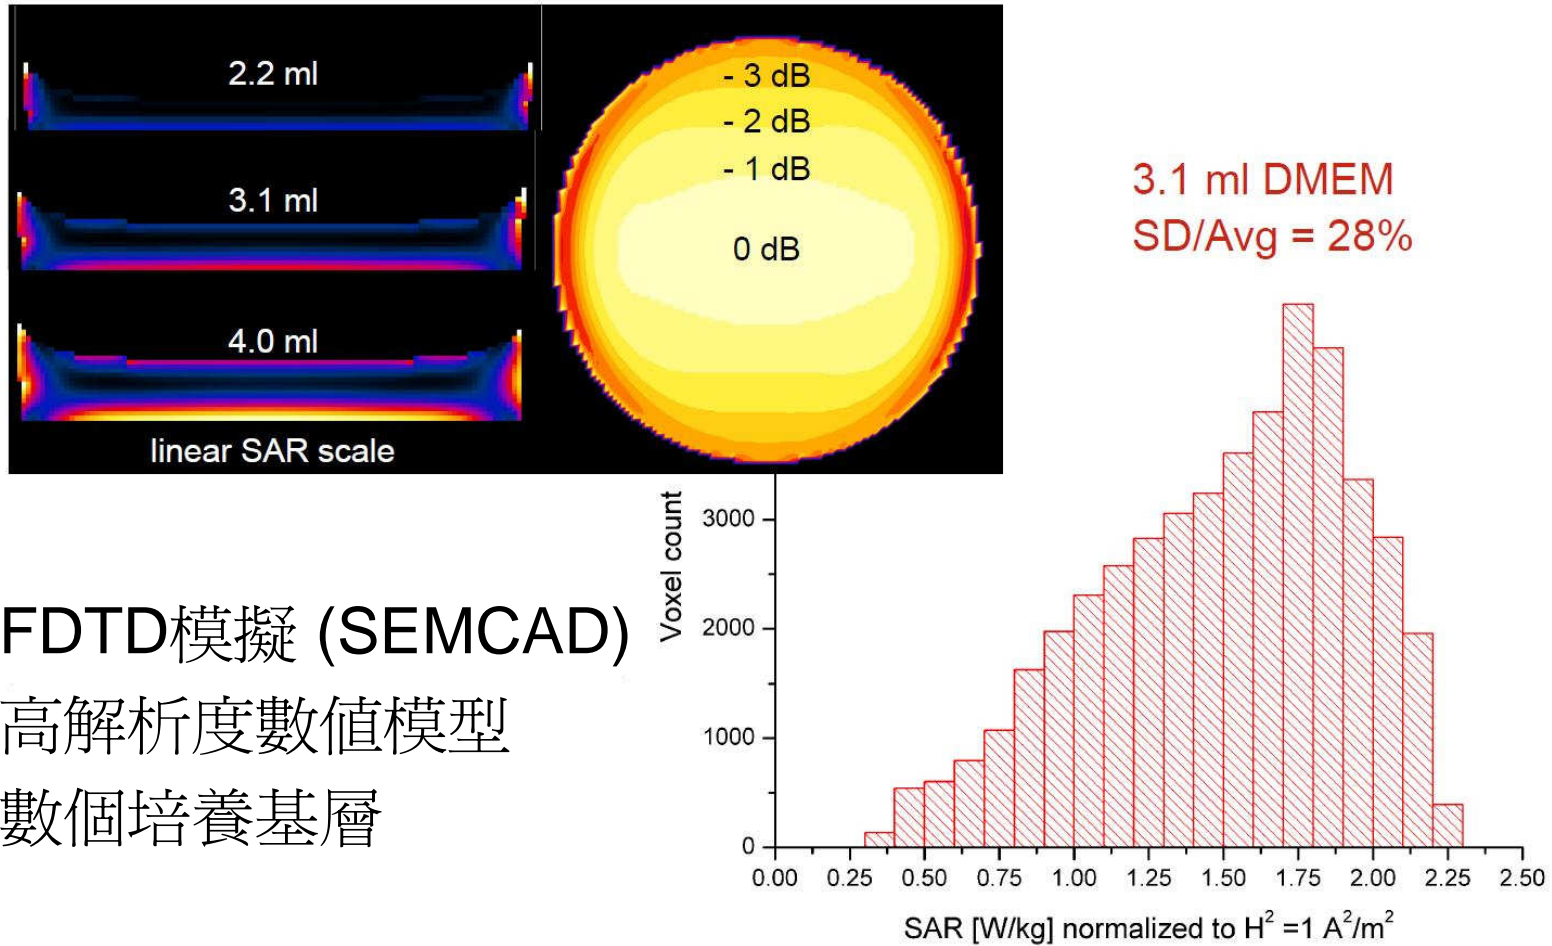 2.2 ml
3.1 ml
4.0 ml
linear SAR scale
- 3 dB
- 2 dB
- 1 dB
0 dB
3.1 ml DMEM
SD/Avg = 28%
FDTD模擬 (SEMCAD)
高解析度數值模型
數個培養基層
Voxel count
3000
2000
1000
0
0.00 0.25 0.50 0.75 1.00 1.25 1.50 1.75 2.00 2.25 2.50
SAR [W/kg] normalized to H² =1 A²/m²